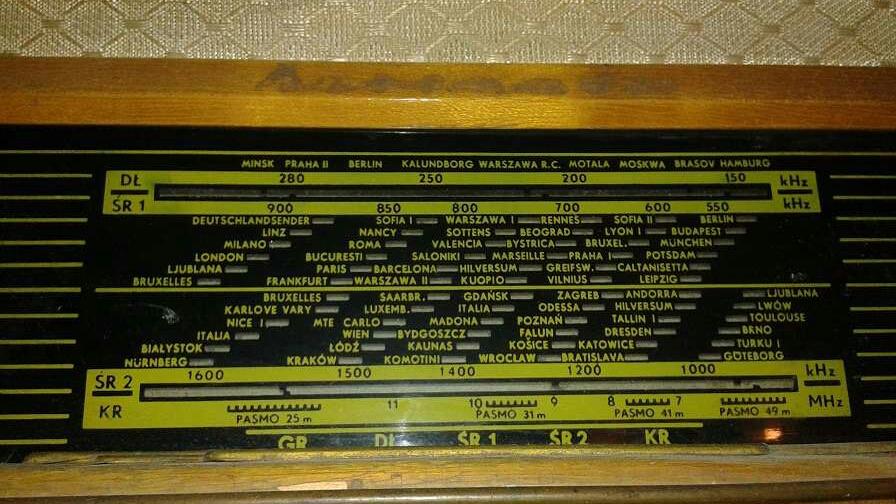 MINSK PRAHA II BERLIN KALUNDBORG WARSZAWA R.C. MOTALA MOSKWA BRASOV HAMBURG
DŁ 280 250 200 150 kHz
ŚR 1 900 850 800 700 600 550 kHz
DEUTSCHLANDSENDER SOFIA I WARSZAWA I RENNES SOFIA II BERLIN
LINZ NANCY SOTTENS BEOGRAD LYON I BUDAPEST
MILANO ROMA VALENCIA BYSTRICA BRUXEL. MÜNCHEN
LONDON BUCURESTI SALONIKI MARSEILLE PRAHA I POTSDAM
LJUBLANA PARIS BARCELONA HILVERSUM GREIFSW. CALTANISETTA
BRUXELLES FRANKFURT WARSZAWA II KUOPIO VILNIUS LEIPZIG
BRUXELLES SAARBR. GDAŃSK ZAGREB ANDORRA LJUBLANA
KARLOVE VARY LUXEMB. ITALIA ODESSA HILVERSUM LWÓW
NICE I MTE CARLO MADONA POZNAŃ TALLIN I TOULOUSE
ITALIA WIEN BYDGOSZCZ FALUN DRESDEN BRNO
BIAŁYSTOK ŁÓDŹ KAUNAS KOŠICE KATOWICE TURKU I
NÜRNBERG KRAKÓW KOMOTINI WROCŁAW BRATISLAVA GÖTEBORG
ŚR 2 1600 1500 1400 1200 1000 kHz
KR 11 10 9 8 7 MHz
PASMO 25 m PASMO 31 m PASMO 41 m PASMO 49 m
GR DŁ ŚR 1 ŚR 2 KR